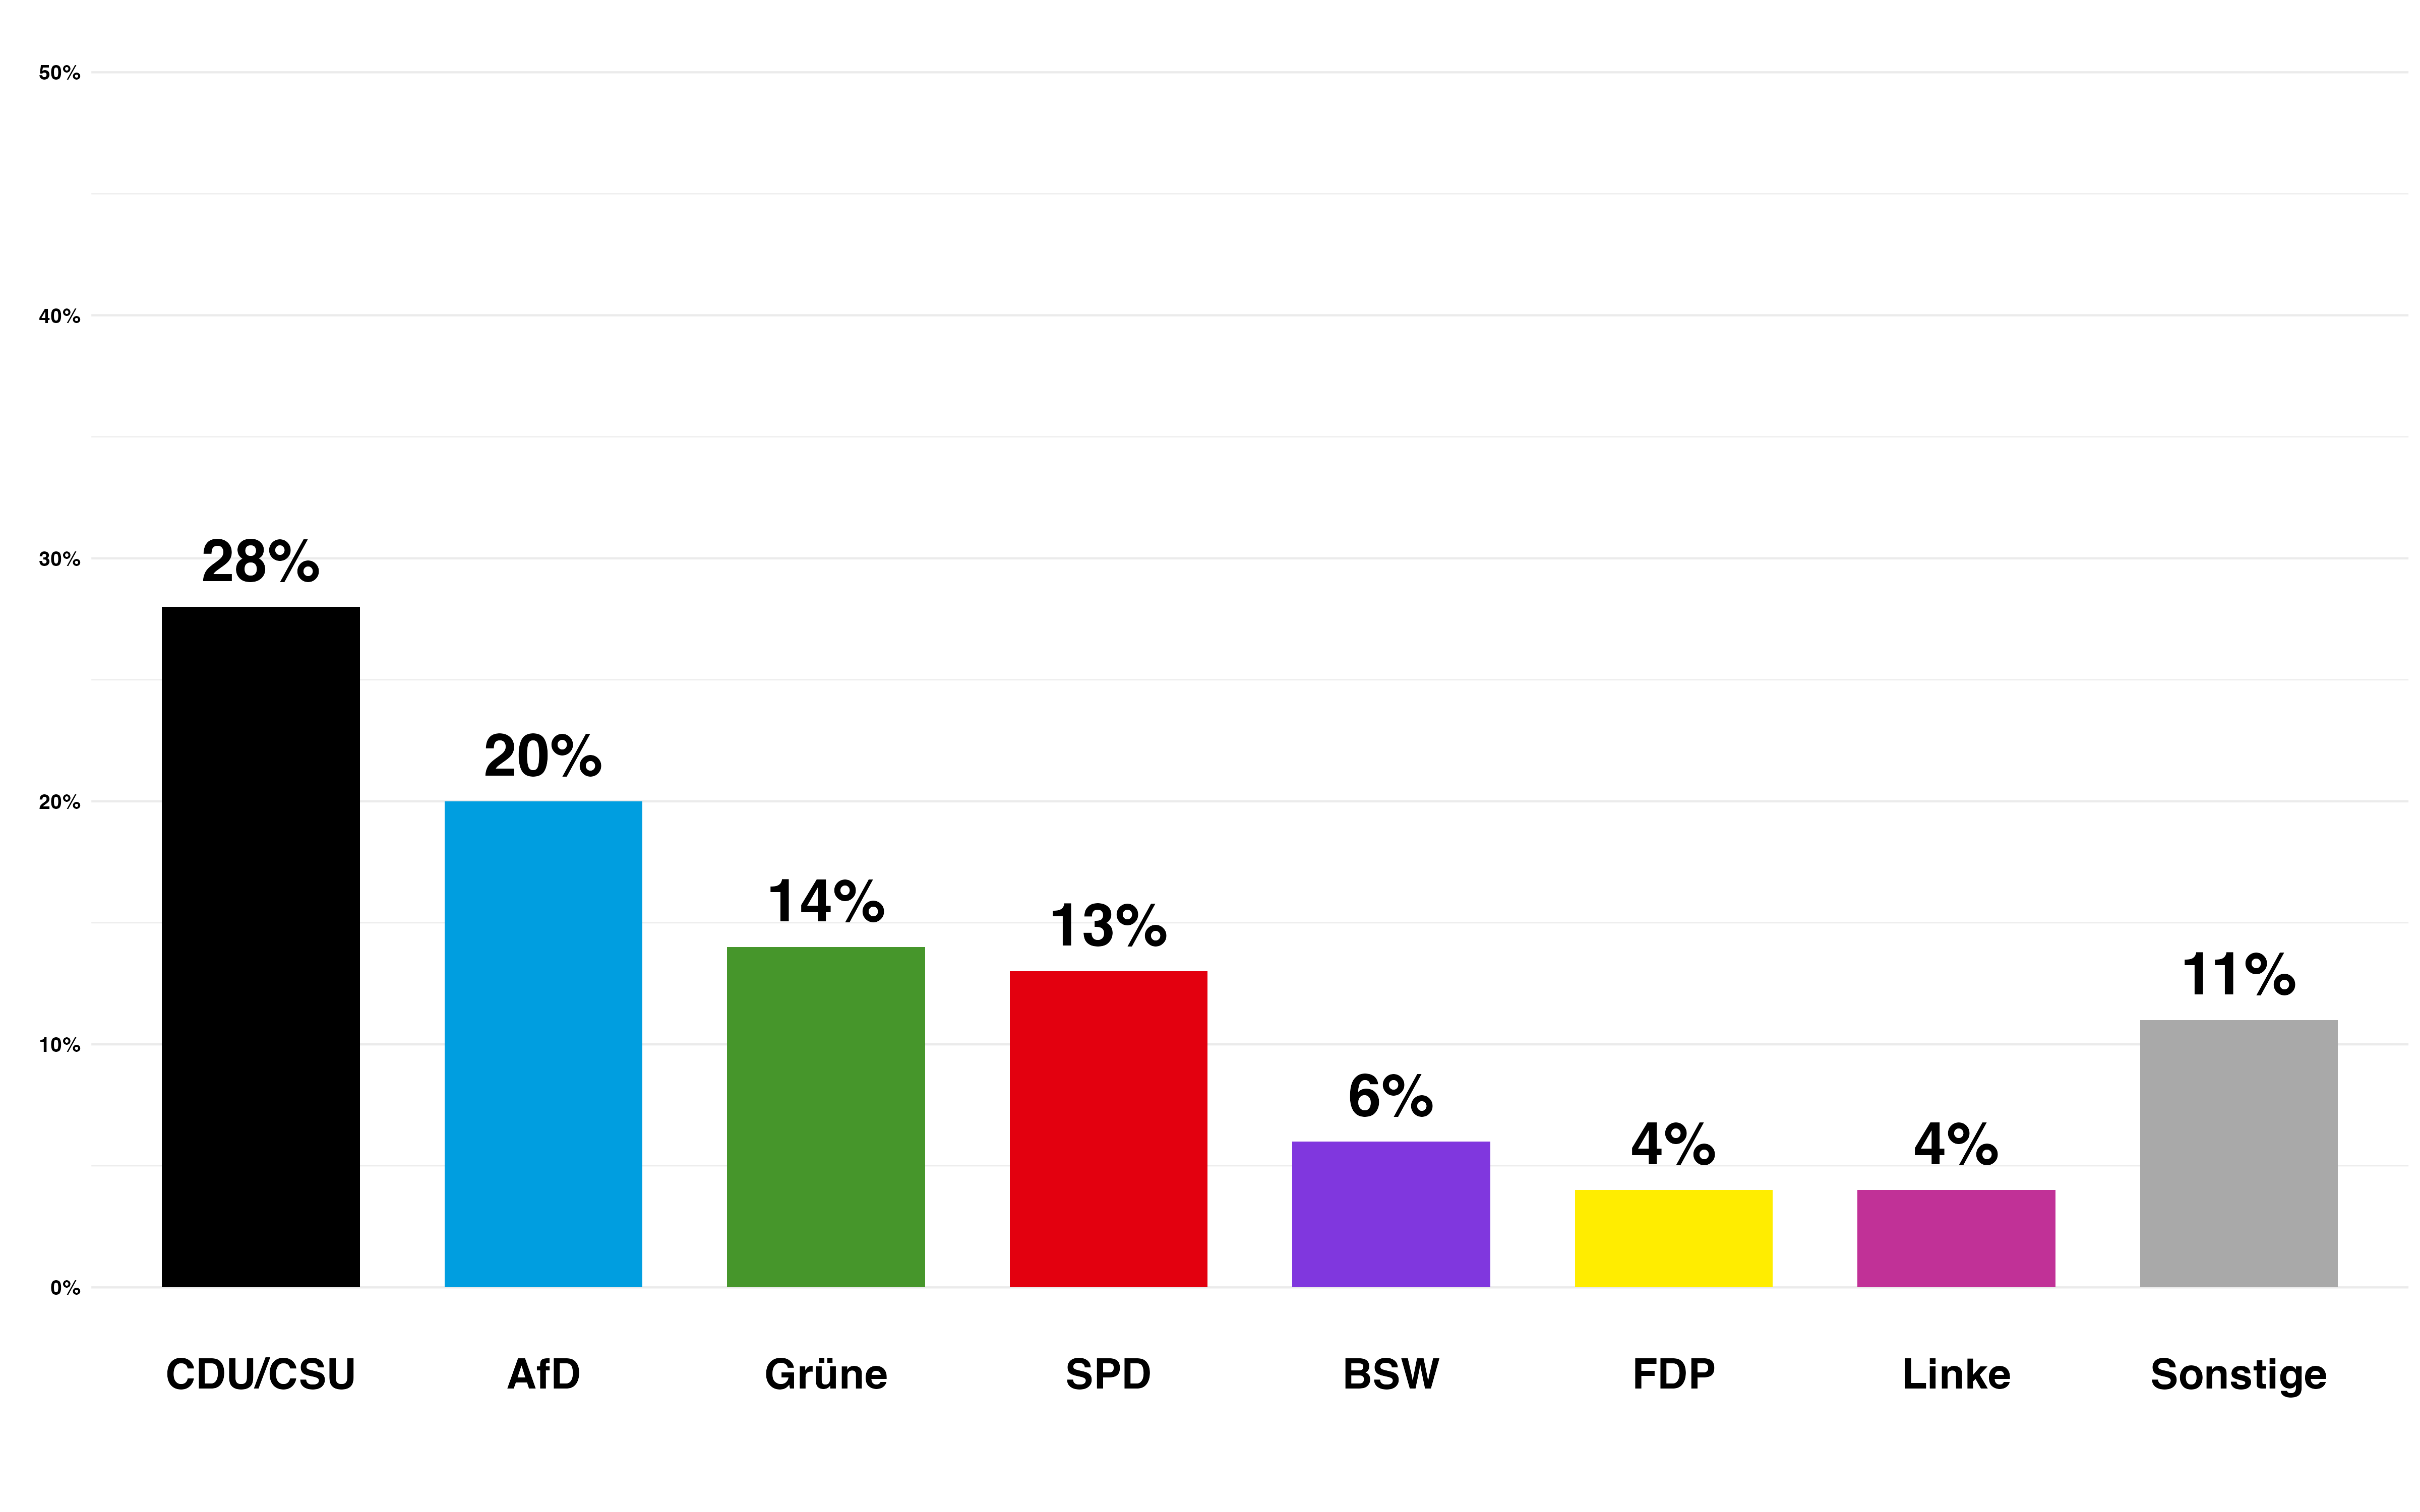 50%
40%
30%
20%
10%
0%
28%
20%
14%
13%
6%
4%
4%
11%
CDU/CSU
AfD
Grüne
SPD
BSW
FDP
Linke
Sonstige